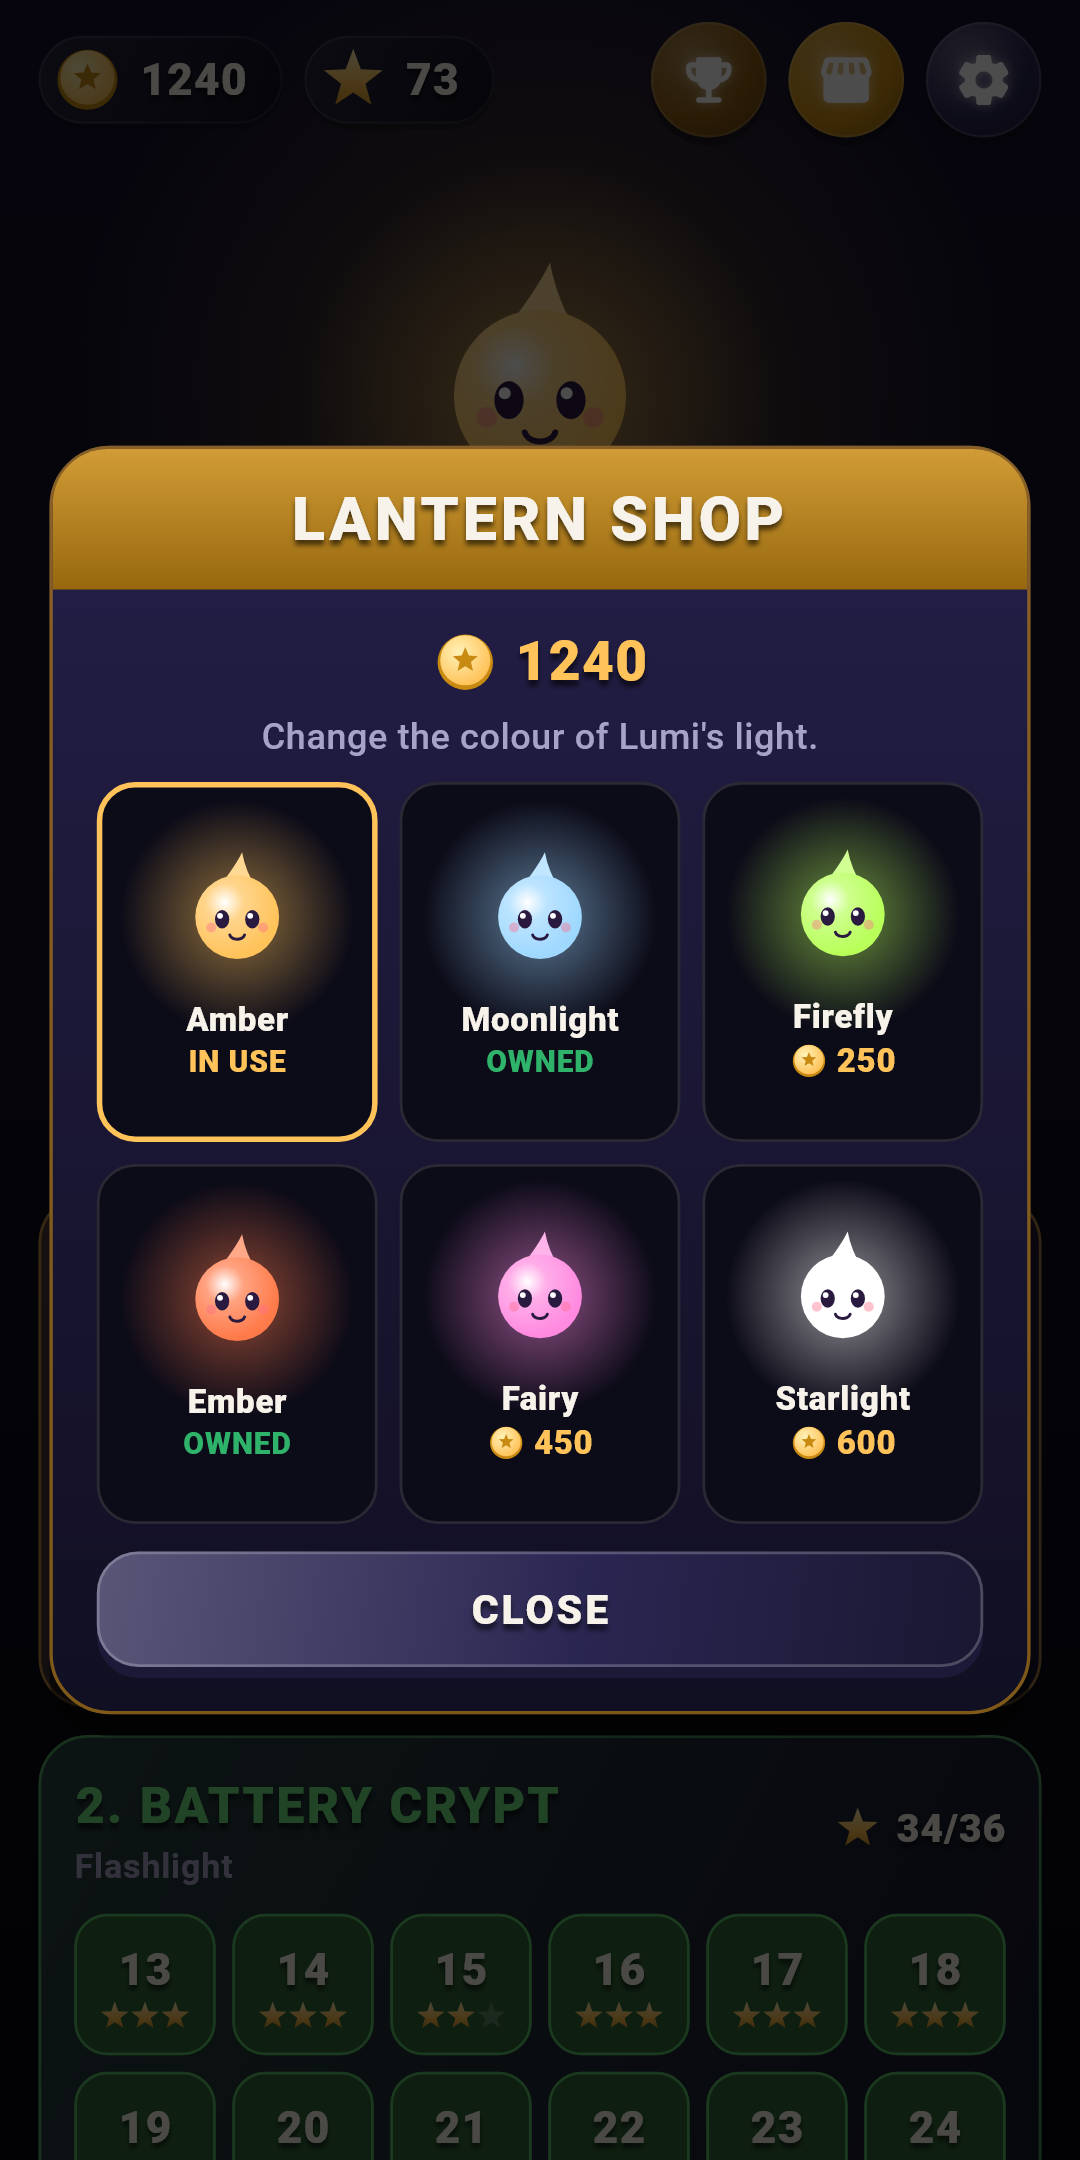 1240
73
LANTERN SHOP
1240
Change the colour of Lumi's light.
Amber
IN USE
Moonlight
OWNED
Firefly
250
Ember
OWNED
Fairy
450
Starlight
600
CLOSE
2. BATTERY CRYPT
34/36
Flashlight
13 14 15 16 17 18
19 20 21 22 23 24